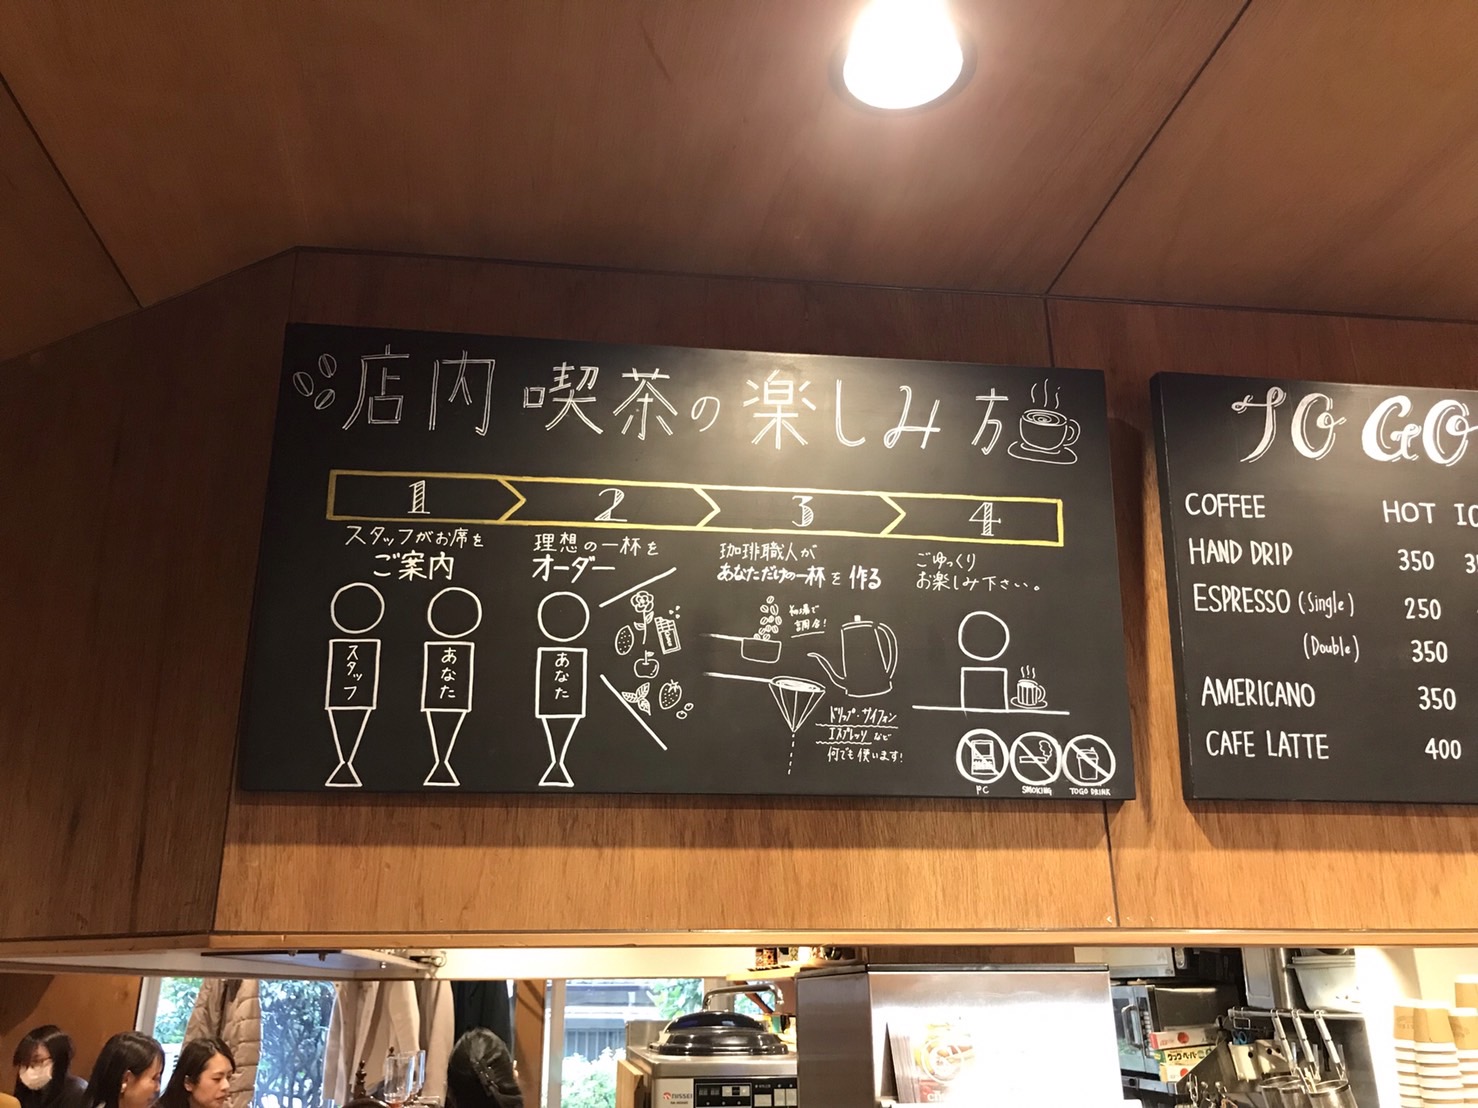 店内 喫茶の楽しみ方
1 2 3 4
スタッフがお席を
ご案内
スタッフ
あなた
理想の一杯を
オーダー
あなた
珈琲職人が
あなただけの一杯を作る
調合!
ドリップ・サイフォン
エスプレッソなど
何でも使います!
ごゆっくり
お楽しみ下さい。
PC
SMOKING
TOGO DRINK
TO GO
COFFEE HOT
HAND DRIP 350
ESPRESSO (Single) 250
(Double) 350
AMERICANO 350
CAFE LATTE 400